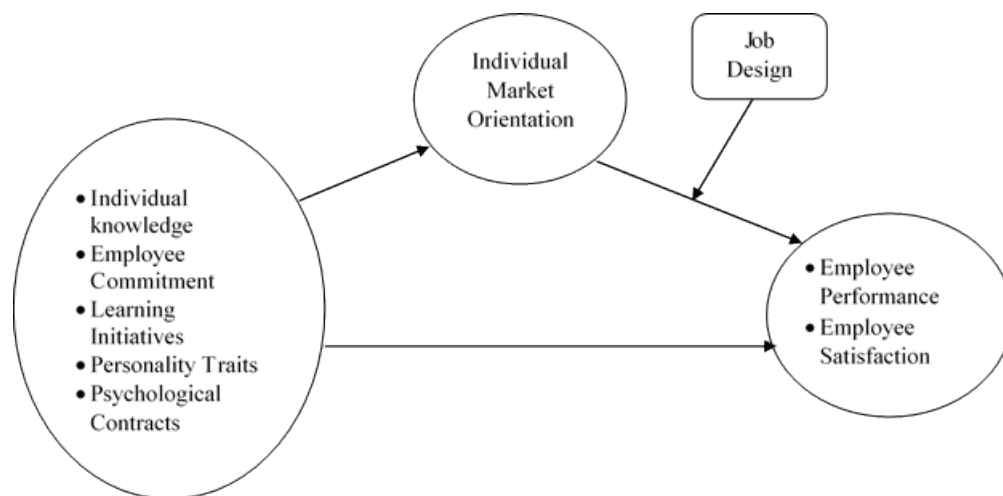 Job
Design
Individual
Market
Orientation
• Individual
knowledge
• Employee
Commitment
• Learning
Initiatives
• Personality Traits
• Psychological
Contracts
• Employee
Performance
• Employee
Satisfaction